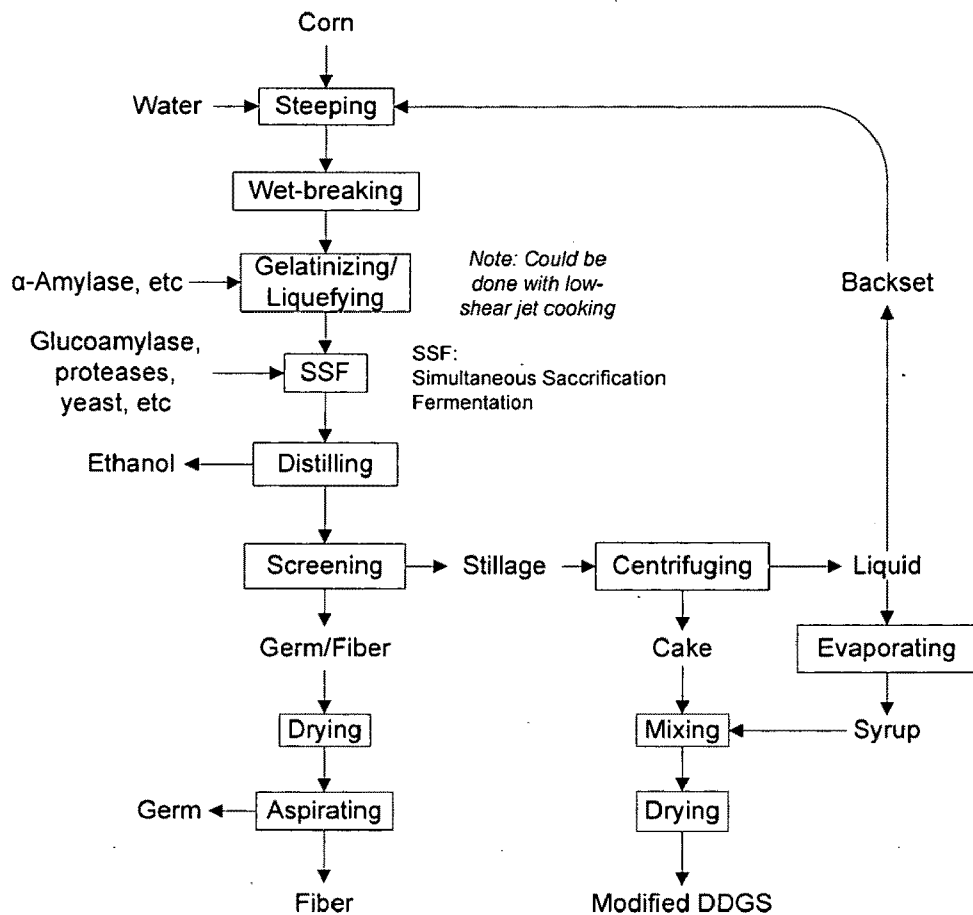 Corn
Water
Steeping
Wet-breaking
α-Amylase, etc
Gelatinizing/
Liquefying
Note: Could be
done with low-
shear jet cooking
Backset
Glucoamylase,
proteases,
yeast, etc
SSF
SSF:
Simultaneous Saccrification
Fermentation
Ethanol
Distilling
Screening
Stillage
Centrifuging
Liquid
Germ/Fiber
Cake
Evaporating
Drying
Mixing
Syrup
Germ
Aspirating
Drying
Fiber
Modified DDGS